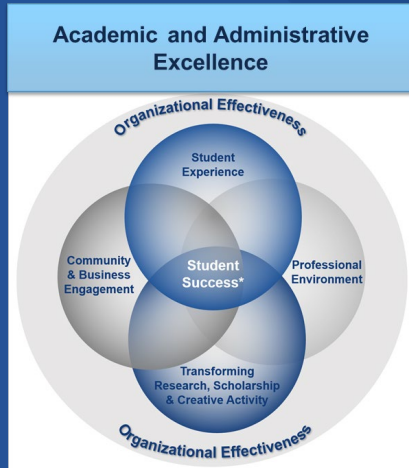 Academic and Administrative
Excellence
Organizational Effectiveness
Student
Experience
Community
& Business
Engagement
Student
Success*
Professional
Environment
Transforming
Research, Scholarship
& Creative Activity
Organizational Effectiveness